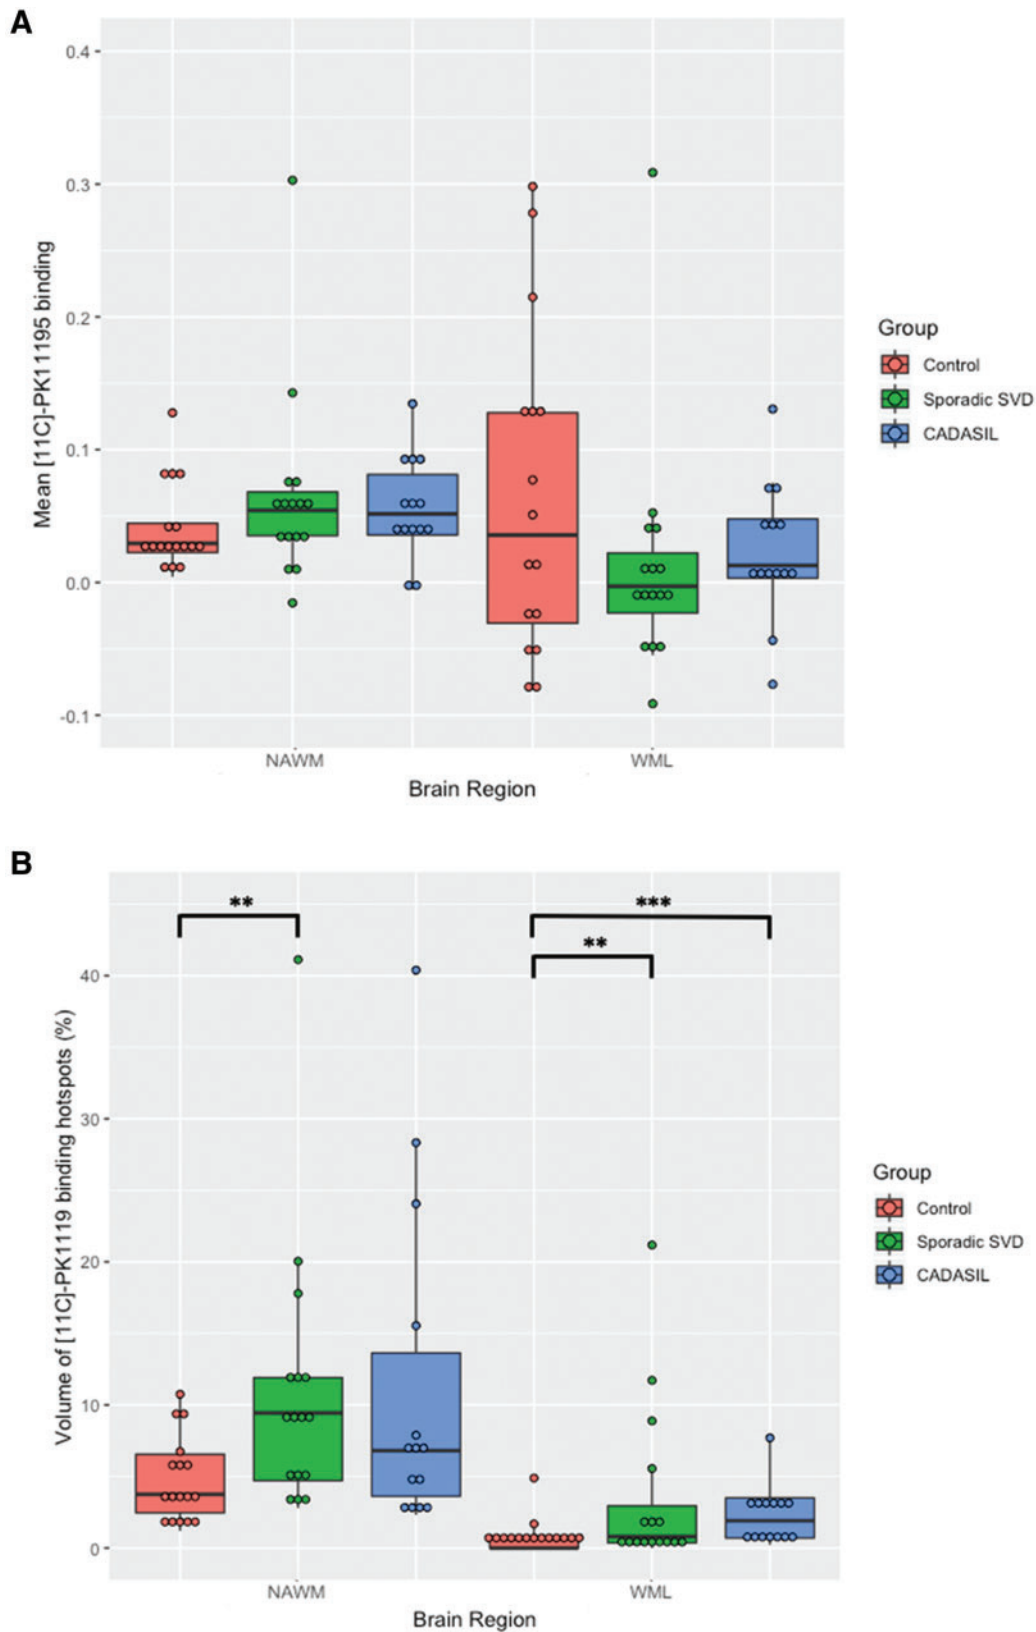 A
0.4
0.3
0.2
0.1
0.0
-0.1
Mean [11C]-PK11195 binding
NAWM
WML
Brain Region
Group
Control
Sporadic SVD
CADASIL
B
**
***
**
40
30
20
10
0
Volume of [11C]-PK1119 binding hotspots (%)
NAWM
WML
Brain Region
Group
Control
Sporadic SVD
CADASIL